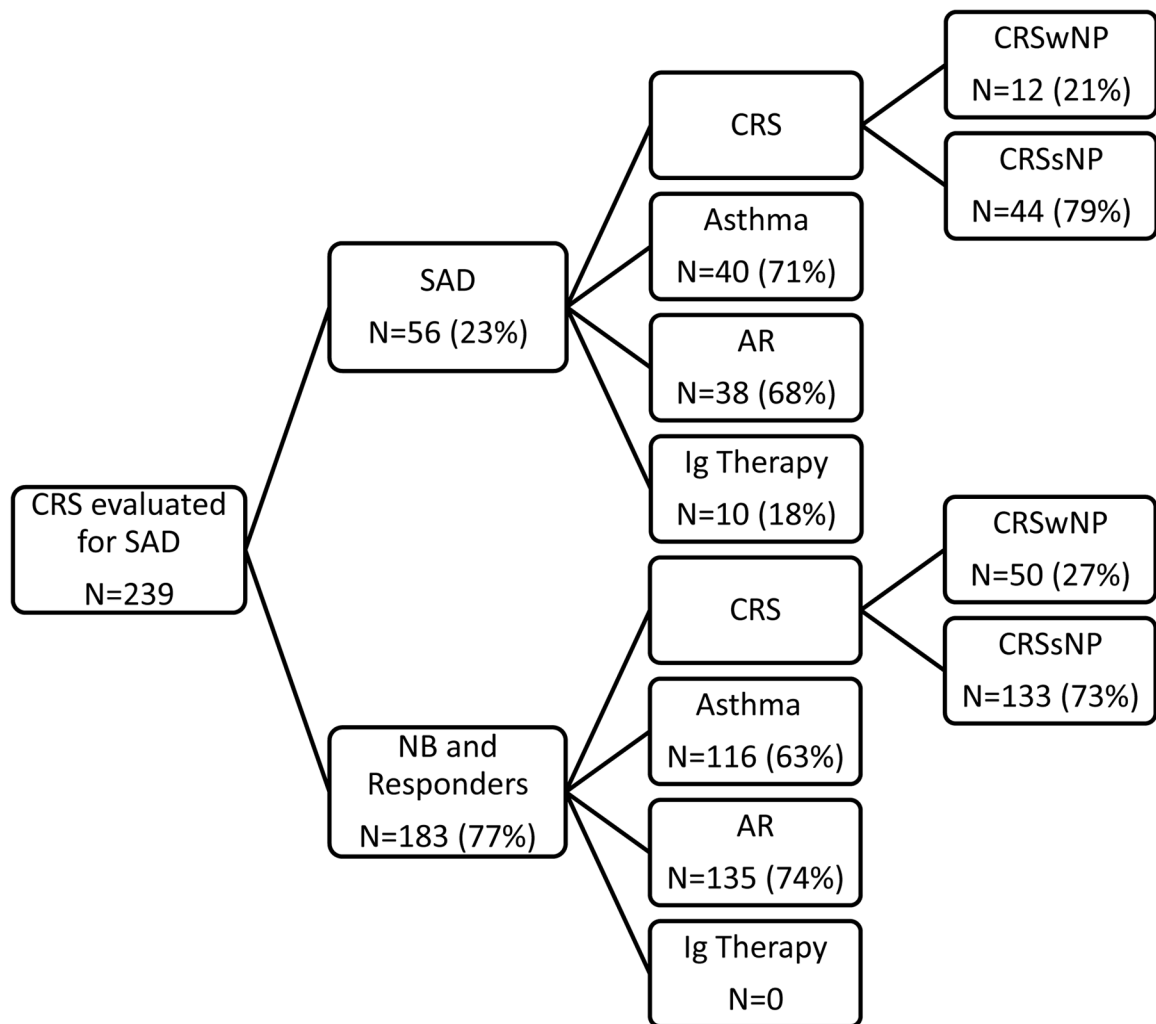 CRS evaluated
for SAD
N=239
SAD
N=56 (23%)
CRS
CRSwNP
N=12 (21%)
CRSsNP
N=44 (79%)
Asthma
N=40 (71%)
AR
N=38 (68%)
Ig Therapy
N=10 (18%)
NB and
Responders
N=183 (77%)
CRS
CRSwNP
N=50 (27%)
CRSsNP
N=133 (73%)
Asthma
N=116 (63%)
AR
N=135 (74%)
Ig Therapy
N=0